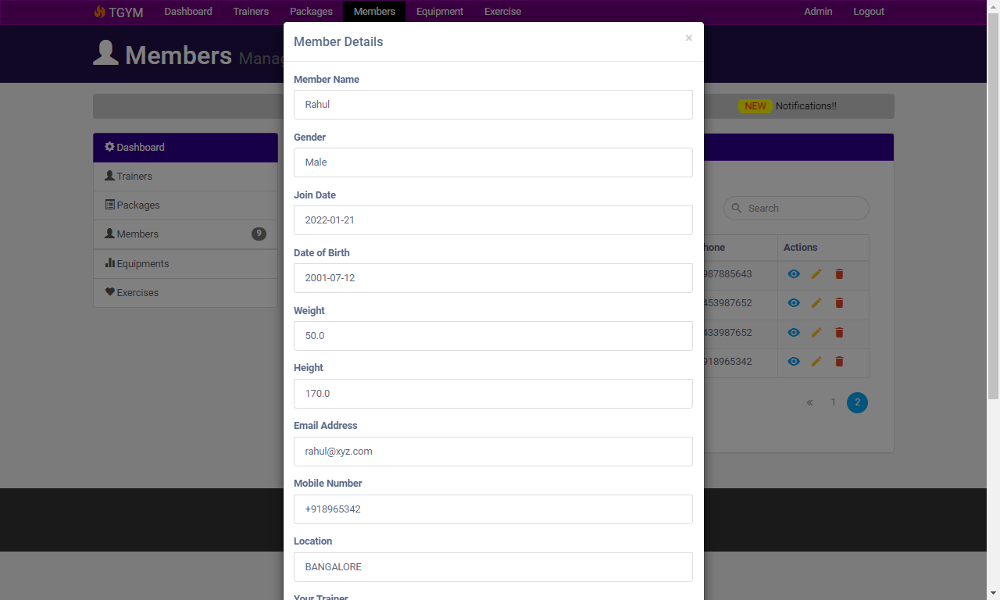 TGYM Dashboard Trainers Packages Members Equipment Exercise Admin Logout
Members
Member Details ×
NEW Notifications!!
Dashboard
Trainers
Packages
Members 9
Equipments
Exercises
Member Name
Rahul
Gender
Male
Join Date
2022-01-21
Date of Birth
2001-07-12
Weight
50.0
Height
170.0
Email Address
rahul@xyz.com
Mobile Number
+918965342
Location
BANGALORE
Your Trainer
Search
hone Actions
987885643
453987652
433987652
918965342
« 1 2